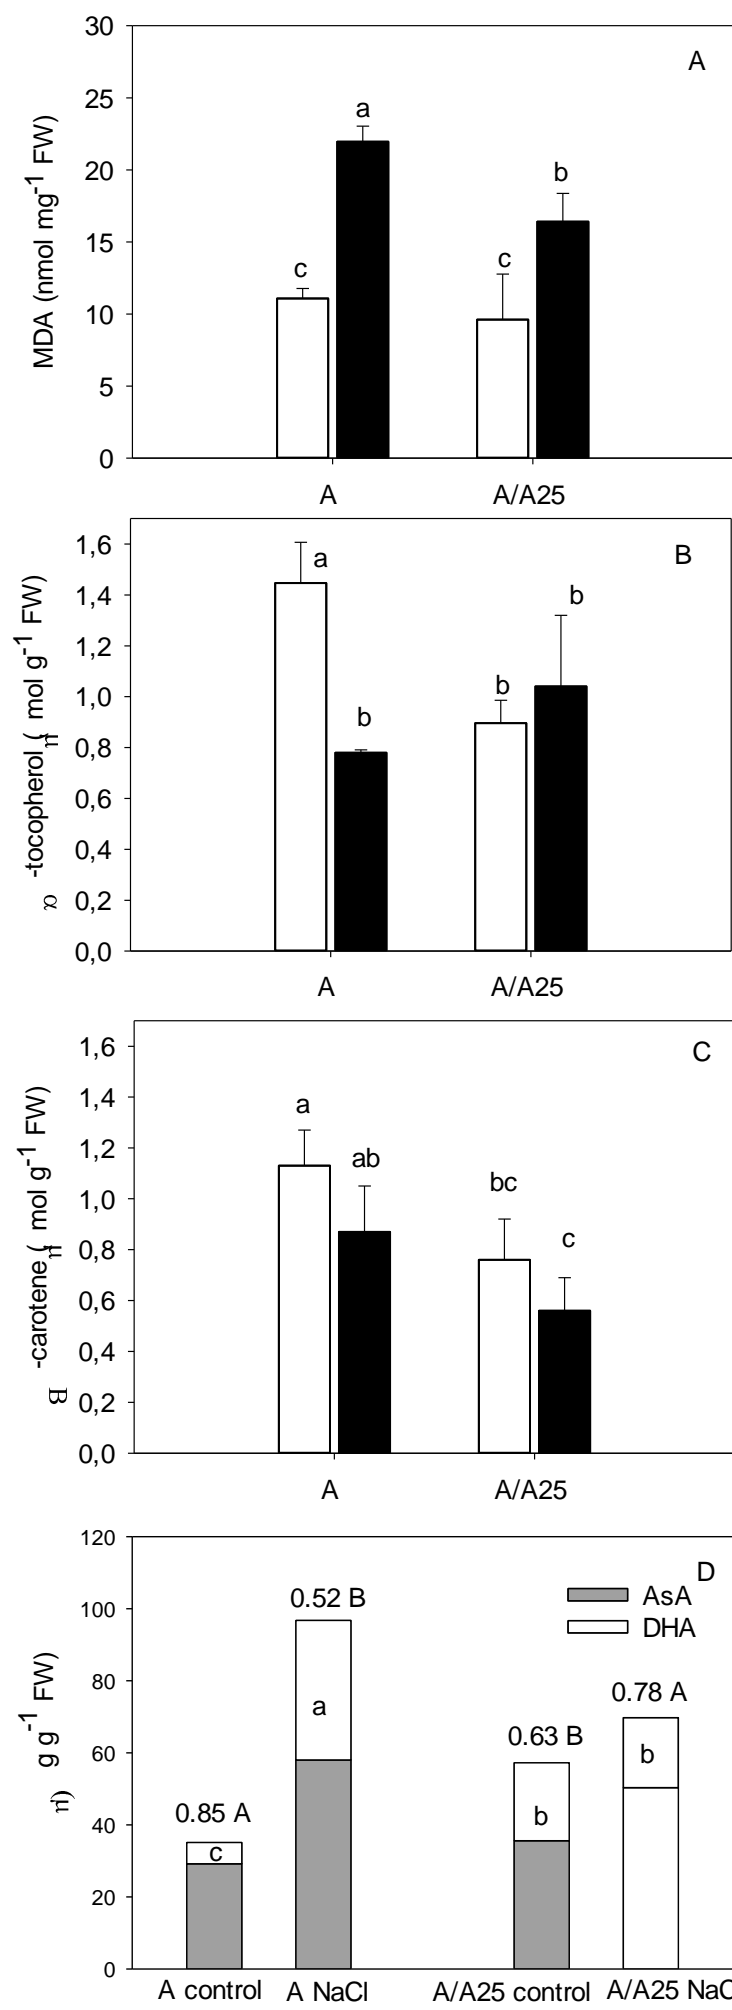 30
A
25
a
MDA (nmol mg-1 FW)
20
b
15
c
c
10
5
0
A
A/A25
1,6
a
B
1,4
b
1,2
b
1,0
b
0,8
α-tocopherol (μ mol g-1 FW)
0,6
0,4
0,2
0,0
A
A/A25
1,6
C
1,4
a
1,2
ab
bc
1,0
c
0,8
-carotene (μ mol g-1 FW)
0,6
0,4
0,2
0,0
A
A/A25
120
D
0.52 B
AsA
100
DHA
80
0.78 A
a
0.63 B
60
b
g g-1 FW)
b
40
0.85 A
c
20
0
A control
A NaCl
A/A25 control
A/A25 NaC